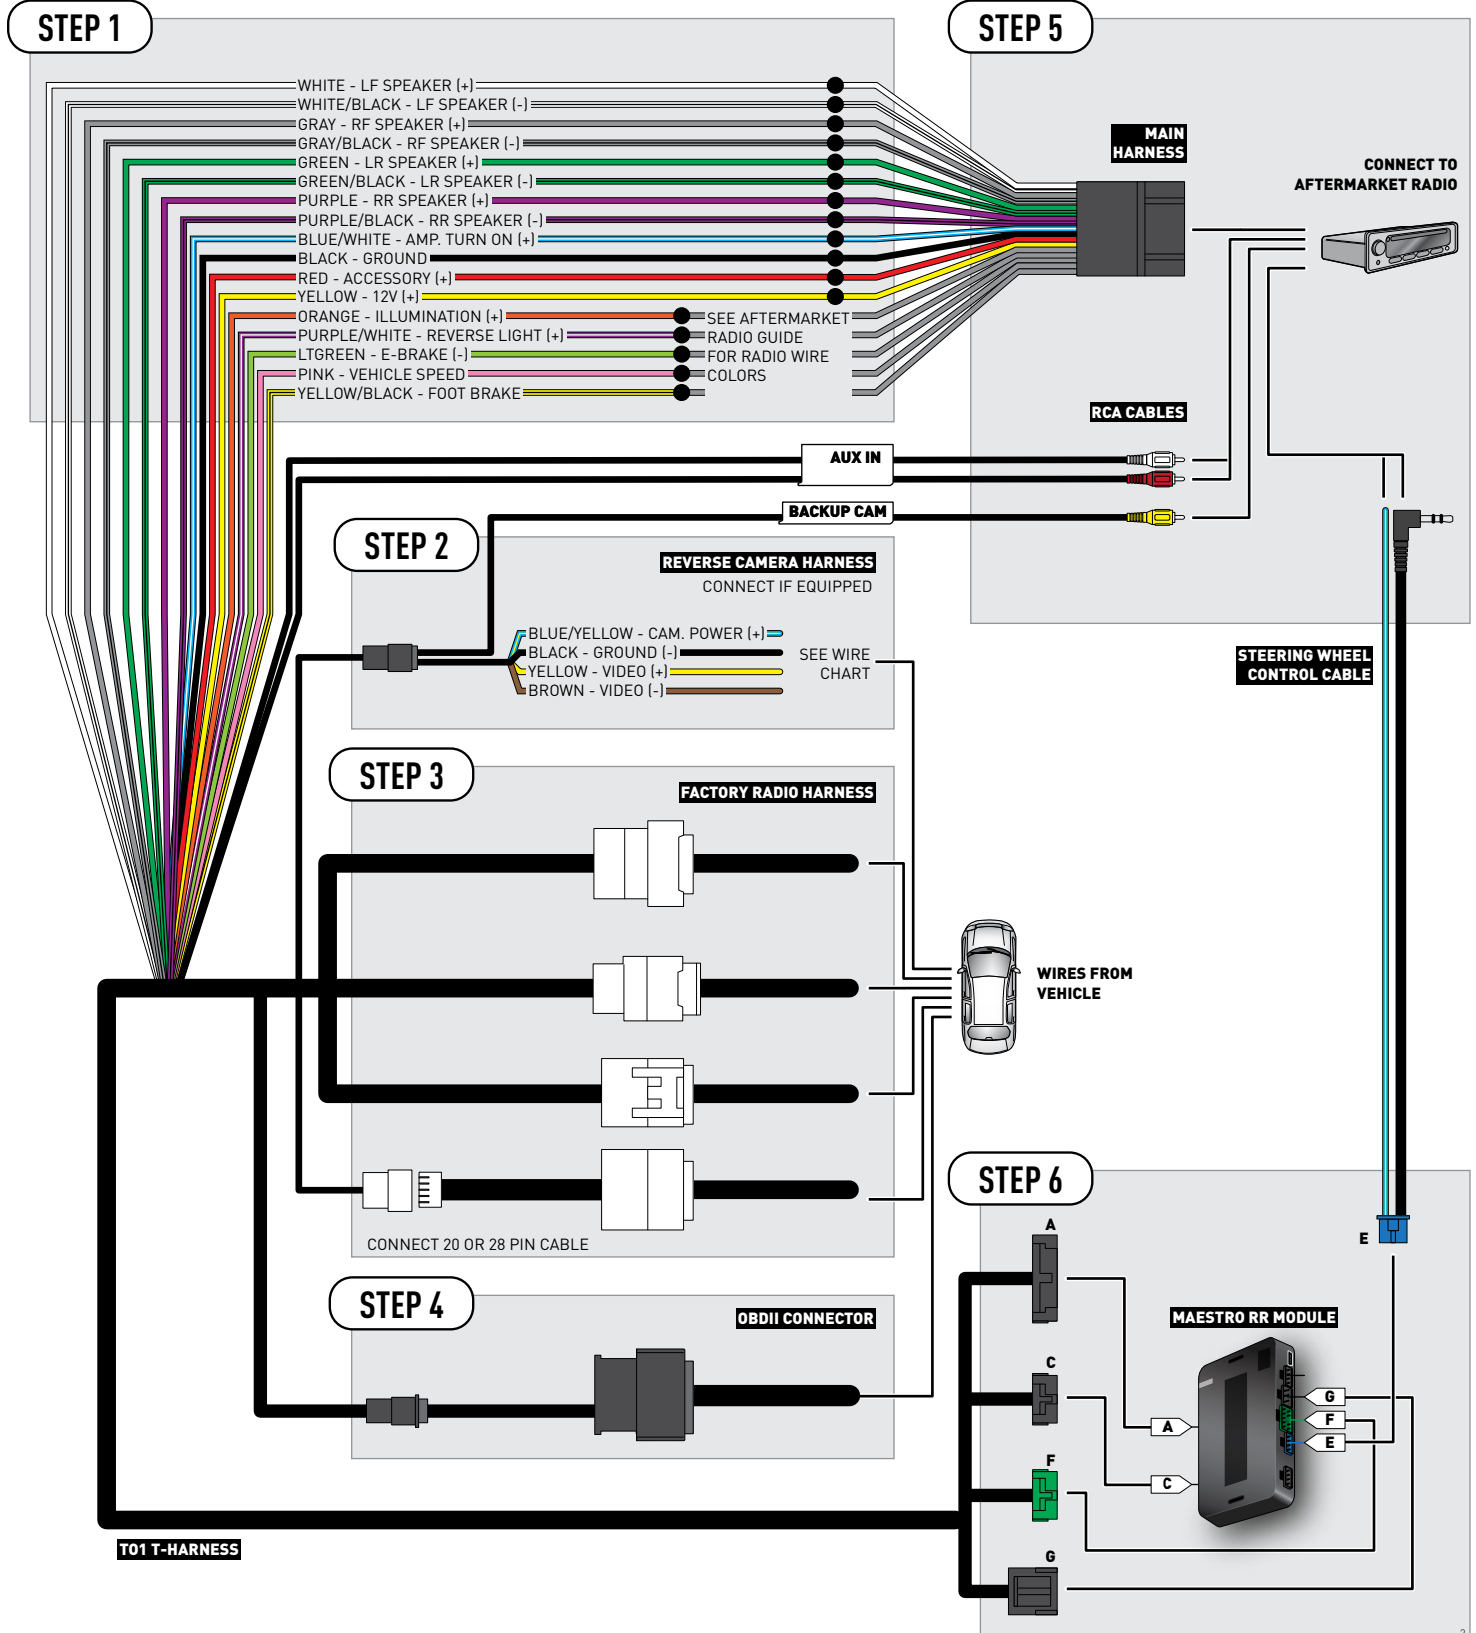 STEP 1
WHITE - LF SPEAKER (+)
WHITE/BLACK - LF SPEAKER (-)
GRAY - RF SPEAKER (+)
GRAY/BLACK - RF SPEAKER (-)
GREEN - LR SPEAKER (+)
GREEN/BLACK - LR SPEAKER (-)
PURPLE - RR SPEAKER (+)
PURPLE/BLACK - RR SPEAKER (-)
BLUE/WHITE - AMP. TURN ON (+)
BLACK - GROUND
RED - ACCESSORY (+)
YELLOW - 12V (+)
ORANGE - ILLUMINATION (+)
PURPLE/WHITE - REVERSE LIGHT (+)
LTGREEN - E-BRAKE (-)
PINK - VEHICLE SPEED
YELLOW/BLACK - FOOT BRAKE
SEE AFTERMARKET
RADIO GUIDE
FOR RADIO WIRE
COLORS
STEP 5
MAIN
HARNESS
CONNECT TO
AFTERMARKET RADIO
RCA CABLES
AUX IN
BACKUP CAM
STEP 2
REVERSE CAMERA HARNESS
CONNECT IF EQUIPPED
BLUE/YELLOW - CAM. POWER (+)
BLACK - GROUND (-)
YELLOW - VIDEO (+)
BROWN - VIDEO (-)
SEE WIRE
CHART
STEERING WHEEL
CONTROL CABLE
STEP 3
FACTORY RADIO HARNESS
CONNECT 20 OR 28 PIN CABLE
WIRES FROM
VEHICLE
STEP 4
OBDII CONNECTOR
T01 T-HARNESS
STEP 6
A
C
F
G
E
MAESTRO RR MODULE
A
C
G
F
E